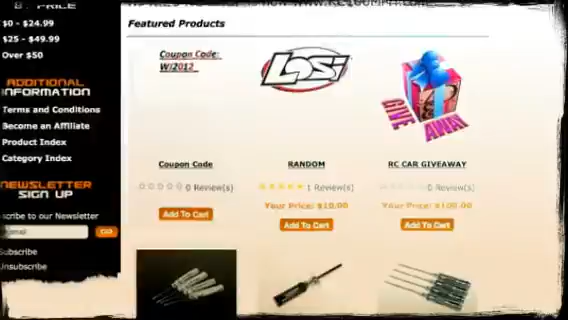 BY PRICE
$0 - $24.99
$25 - $49.99
Over $50
ADDITIONAL
INFORMATION
Terms and Conditions
Become an Affiliate
Product Index
Category Index
NEWSLETTER
SIGN UP
scribe to our Newsletter
GO
Subscribe
Unsubscribe
Featured Products
Coupon Code:
WJ2012
LOSI
GIVE
AWAY
Coupon Code
RANDOM
RC CAR GIVEAWAY
0 Review(s)
1 Review(s)
0 Review(s)
Your Price: $10.00
Your Price: $100.00
Add To Cart
Add To Cart
Add To Cart